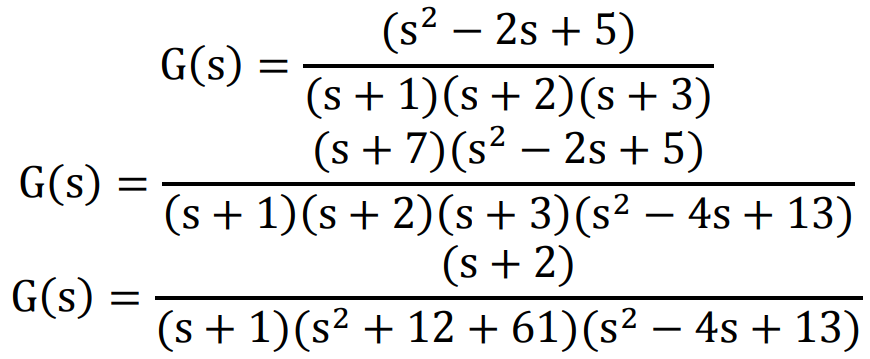 G(s) = (s² − 2s + 5) / (s + 1)(s + 2)(s + 3)
G(s) = (s + 7)(s² − 2s + 5) / (s + 1)(s + 2)(s + 3)(s² − 4s + 13)
G(s) = (s + 2) / (s + 1)(s² + 12 + 61)(s² − 4s + 13)